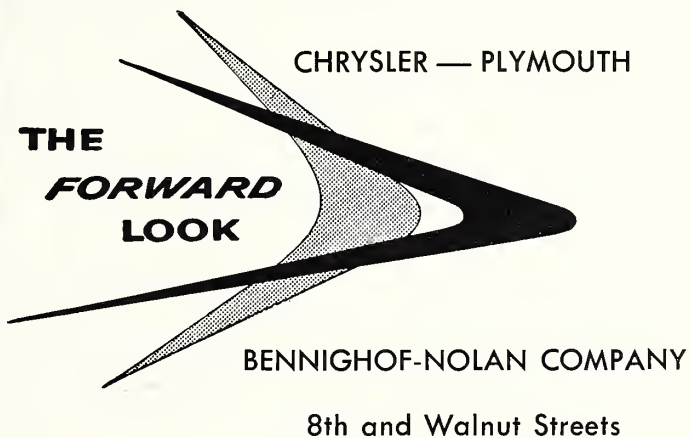 CHRYSLER — PLYMOUTH
THE
FORWARD
LOOK
BENNIGHOF-NOLAN COMPANY
8th and Walnut Streets